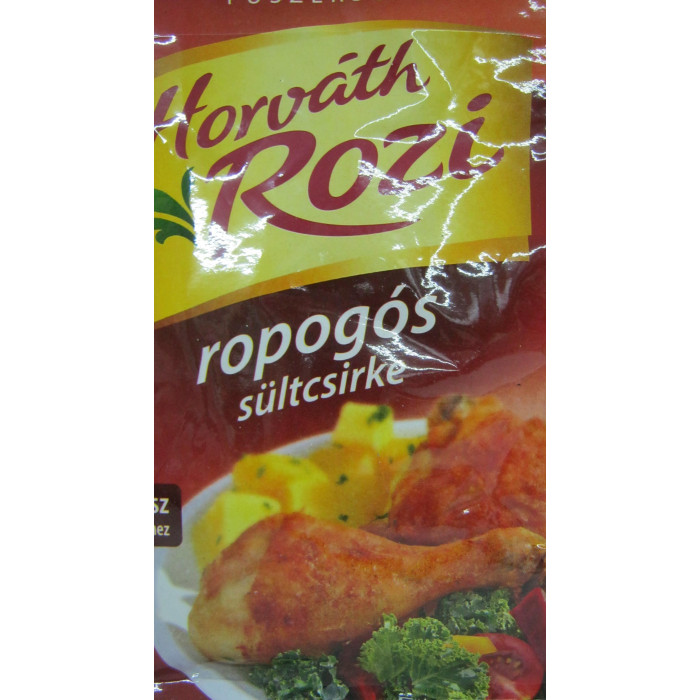 Horváth
Rozi
ropogós
sültcsirke